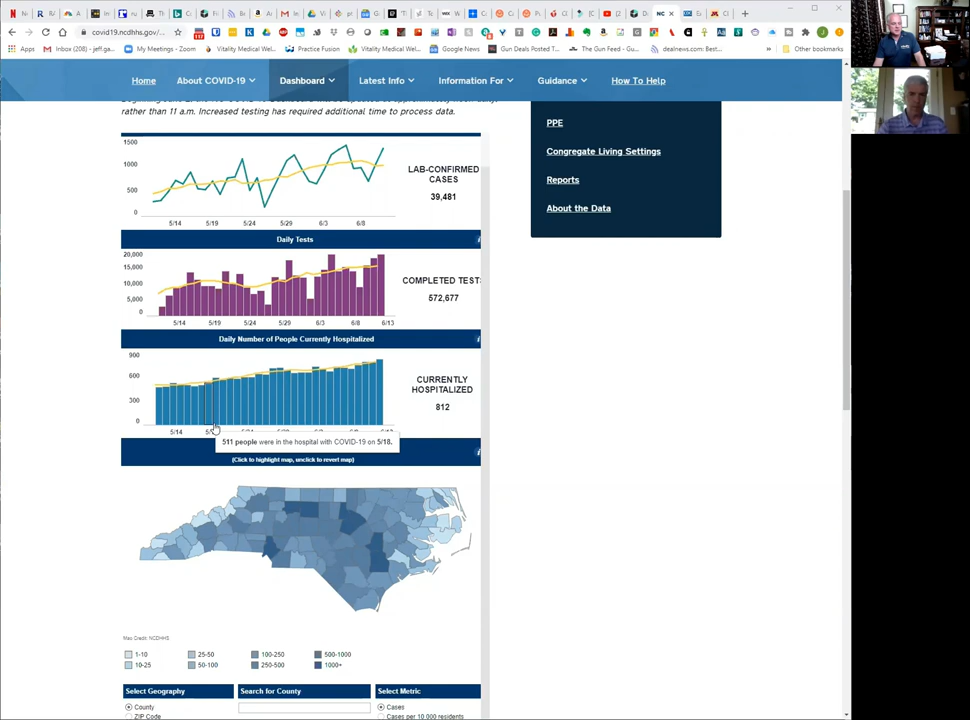 covid19.ncdhhs.gov/...
Apps
Inbox (208) - jeff.ga...
My Meetings - Zoom
Vitality Medical Wel...
Practice Fusion
Vitality Medical Wel...
Google News
Gun Deals Posted T...
The Gun Feed - Gu...
dealnews.com: Best...
»
Other bookmarks
Home
About COVID-19
Dashboard
Latest Info
Information For
Guidance
How To Help
rather than 11 a.m. Increased testing has required additional time to process data.
PPE
Congregate Living Settings
Reports
About the Data
1500
1000
500
0
5/14 5/19 5/24 5/29 6/3 6/8
LAB-CONFIRMED
CASES
39,481
Daily Tests
20,000
15,000
10,000
5,000
0
5/14 5/19 5/24 5/29 6/3 6/8 6/13
COMPLETED TESTS
572,677
Daily Number of People Currently Hospitalized
900
600
300
0
5/14
CURRENTLY
HOSPITALIZED
812
511 people were in the hospital with COVID-19 on 5/18.
(Click to highlight map, unclick to revert map)
Map Credit: NCDHHS
1-10 25-50 100-250 500-1000
10-25 50-100 250-500 1000+
Select Geography
Search for County
Select Metric
County
ZIP Code
Cases
Cases per 10,000 residents